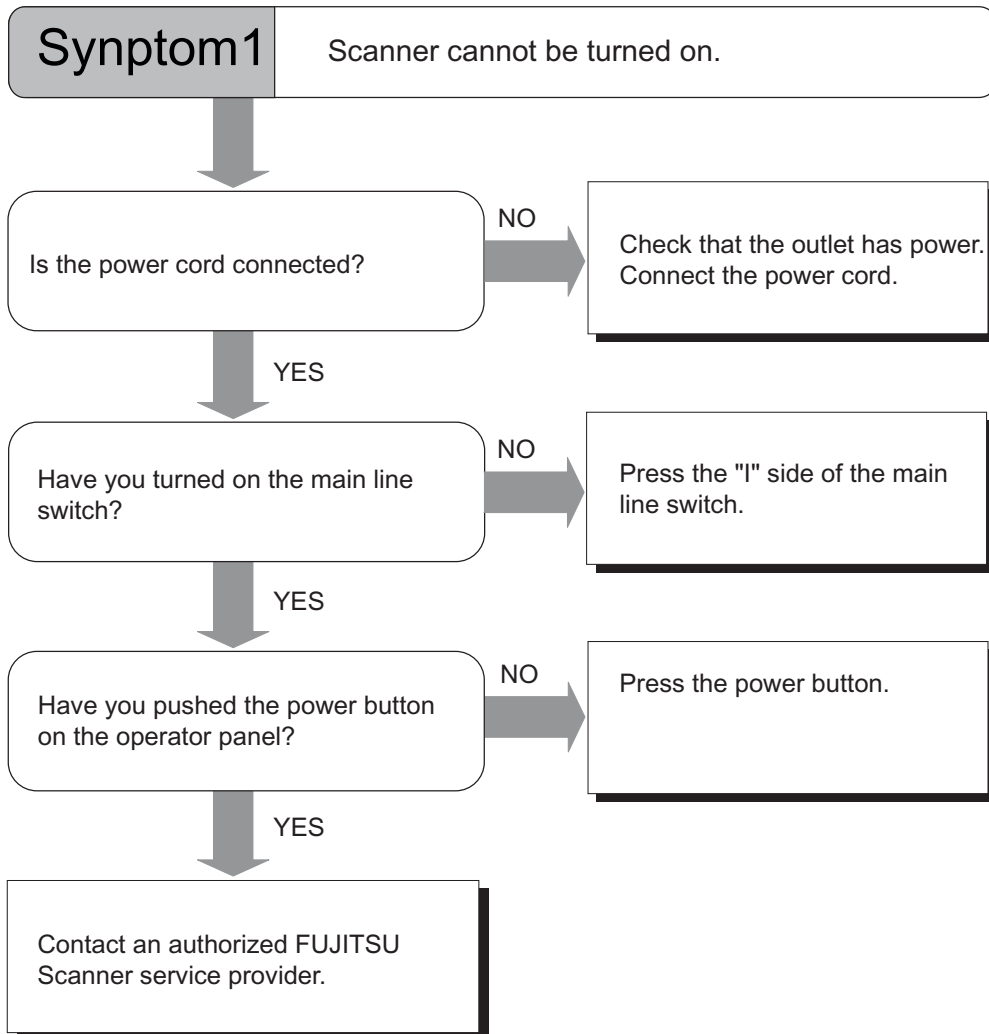 Synptom1
Scanner cannot be turned on.
Is the power cord connected?
NO
Check that the outlet has power.
Connect the power cord.
YES
Have you turned on the main line
switch?
NO
Press the "I" side of the main
line switch.
YES
Have you pushed the power button
on the operator panel?
NO
Press the power button.
YES
Contact an authorized FUJITSU
Scanner service provider.